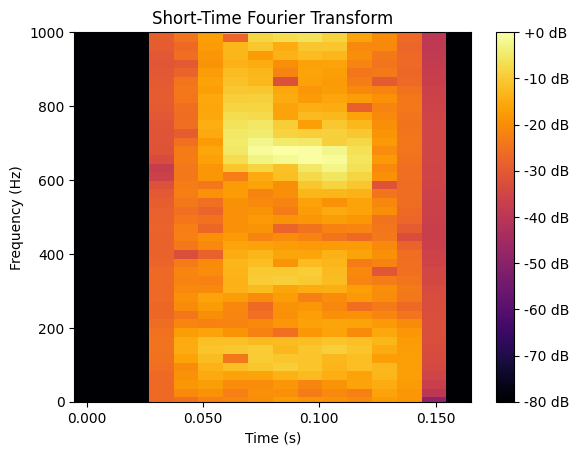 Short-Time Fourier Transform
1000
800
600
400
200
0
Frequency (Hz)
0.000
0.050
0.100
0.150
Time (s)
+0 dB
-10 dB
-20 dB
-30 dB
-40 dB
-50 dB
-60 dB
-70 dB
-80 dB